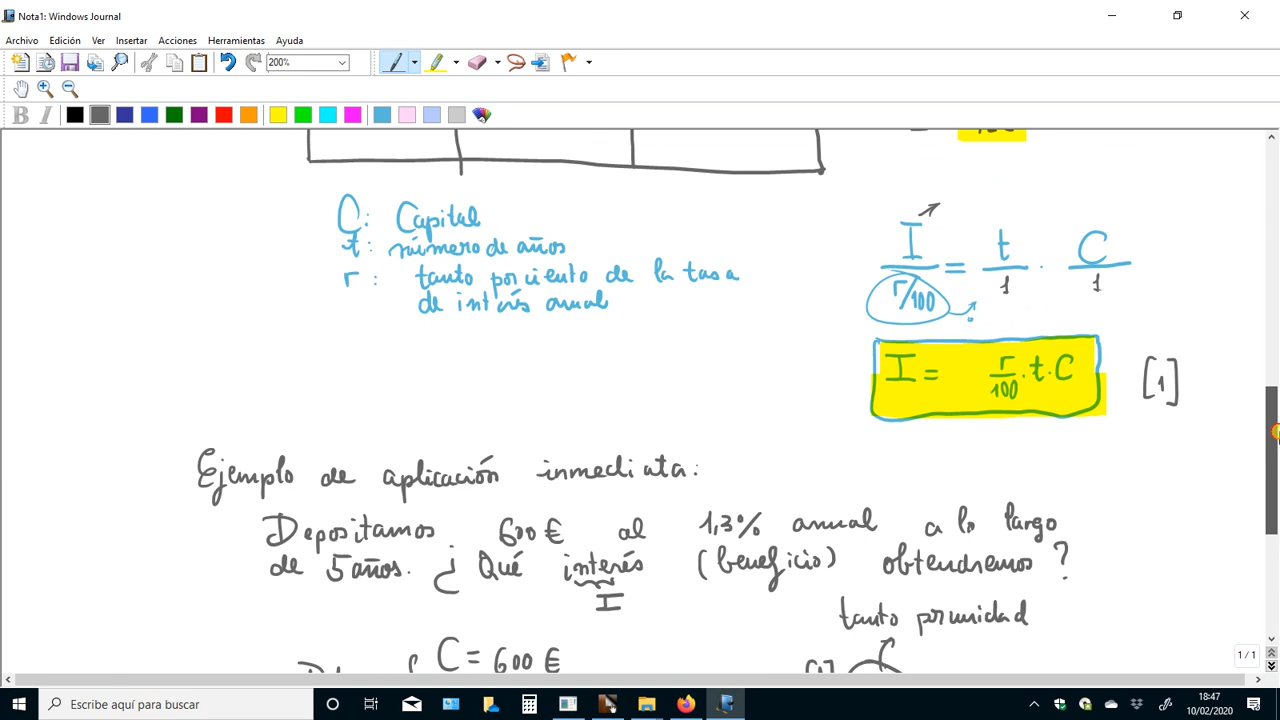 Nota1: Windows Journal
Archivo Edición Ver Insertar Acciones Herramientas Ayuda
200%
B I
C: Capital
t: número de años
r: tanto por ciento de la tasa
de interés anual
I/(r/100) = t/1 · C/1
I = r/100 · t · C [1]
Ejemplo de aplicación inmediata:
Depositamos 600 € al 1,3% anual a lo largo
de 5 años. ¿Qué interés (beneficio) obtendremos?
I
tanto por unidad
C = 600 €
1 / 1
Escribe aquí para buscar
18:47
10/02/2020